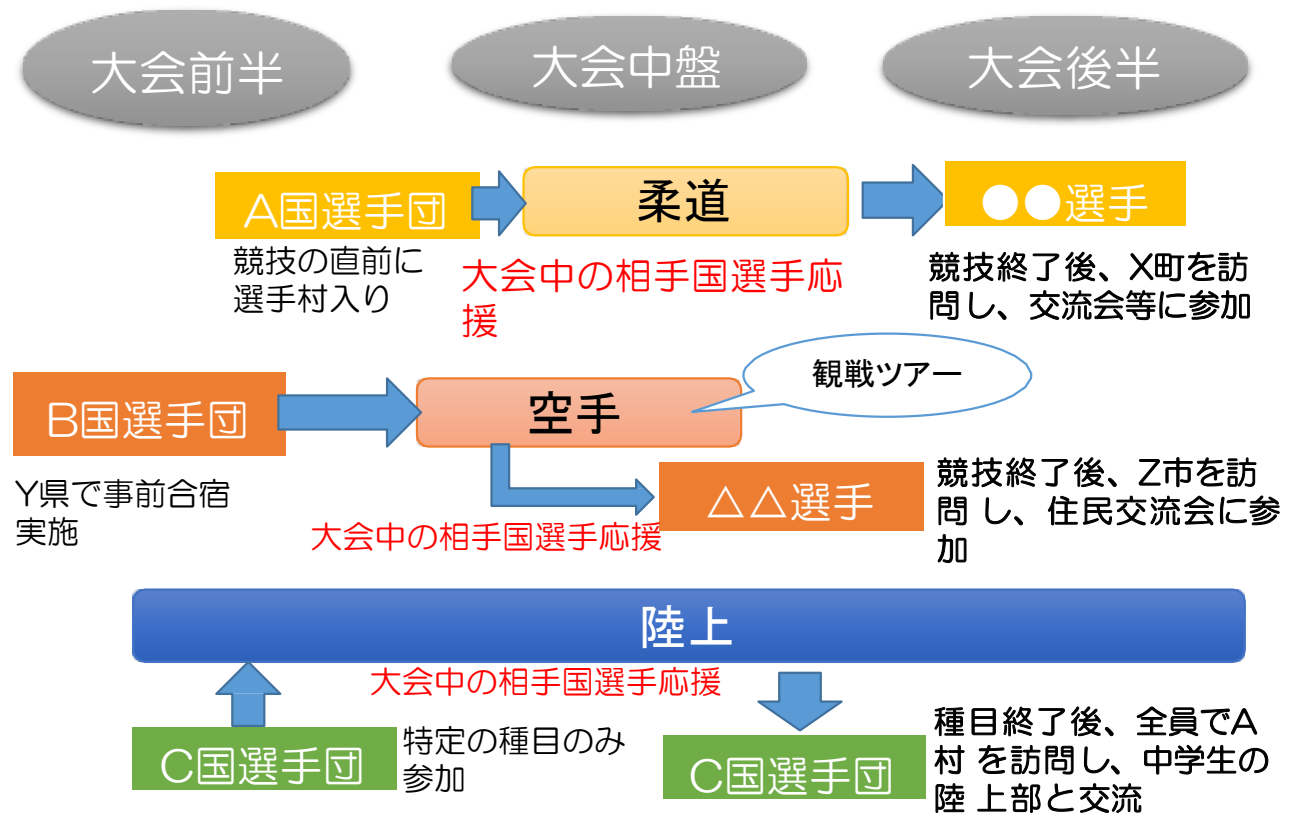 大会前半
大会中盤
大会後半
A国選手団
柔道
●●選手
競技の直前に
選手村入り
大会中の相手国選手応
援
競技終了後、X町を訪
問し、交流会等に参加
観戦ツアー
B国選手団
空手
Y県で事前合宿
実施
大会中の相手国選手応援
△△選手
競技終了後、Z市を訪
問 し、住民交流会に参
加
陸上
大会中の相手国選手応援
C国選手団
特定の種目のみ
参加
C国選手団
種目終了後、全員でA
村 を訪問し、中学生の
陸 上部と交流